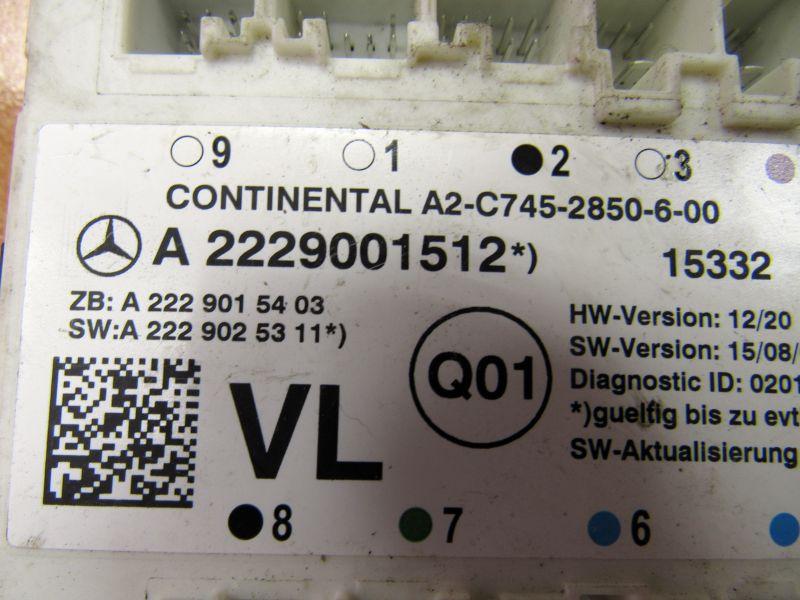 9 1 2 3
CONTINENTAL A2-C745-2850-6-00
A 2229001512*) 15332
ZB: A 222 901 54 03
SW:A 222 902 53 11*)
HW-Version: 12/20
SW-Version: 15/08/
Diagnostic ID: 0201
*)guelfig bis zu evt
SW-Aktualisierung
Q01
VL
8 7 6